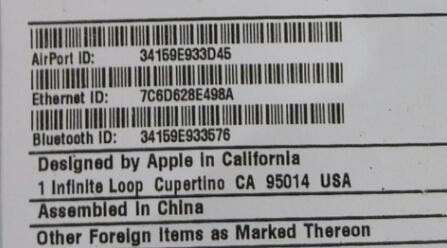 AirPort ID: 34159E933D45
Ethernet ID: 7C6D628E498A
Bluetooth ID: 34159E933576
Designed by Apple in California
1 Infinite Loop Cupertino CA 95014 USA
Assembled In China
Other Foreign Items as Marked Thereon